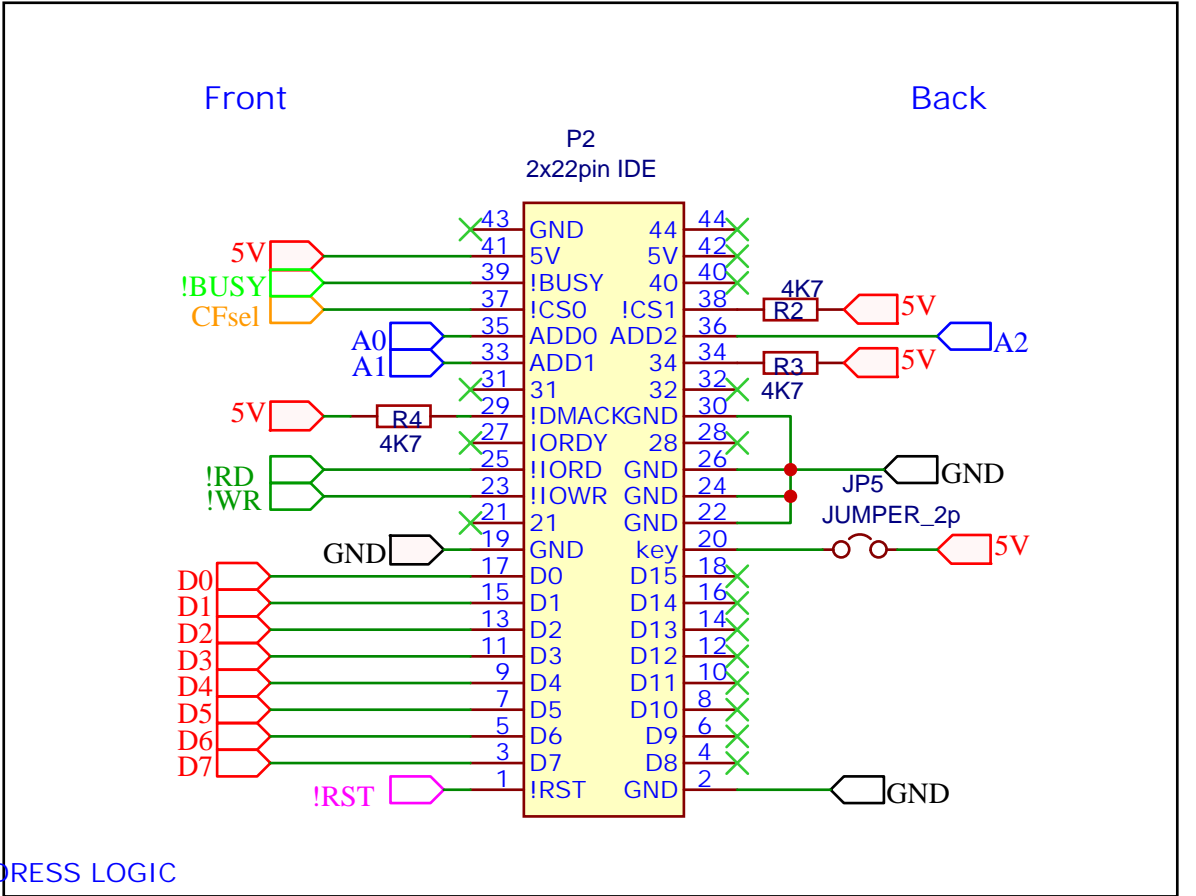 Front Back
P2
2x22pin IDE
43 GND 44 44
5V 41 5V 5V 42
!BUSY 39 !BUSY 40 40
CFsel 37 !CS0 !CS1 38 4K7 R2 5V
A0 35 ADD0 ADD2 36 A2
A1 33 ADD1 34 34 R3 4K7 5V
31 31 32 32
5V R4 4K7 29 !DMACK GND 30
27 IORDY 28 28
!RD 25 !IORD GND 26 GND
!WR 23 !IOWR GND 24
21 21 GND 22
JP5
JUMPER_2p
GND 19 GND key 20 5V
D0 17 D0 D15 18
D1 15 D1 D14 16
D2 13 D2 D13 14
D3 11 D3 D12 12
D4 9 D4 D11 10
D5 7 D5 D10 8
D6 5 D6 D9 6
D7 3 D7 D8 4
!RST 1 !RST GND 2 GND
LOGIC